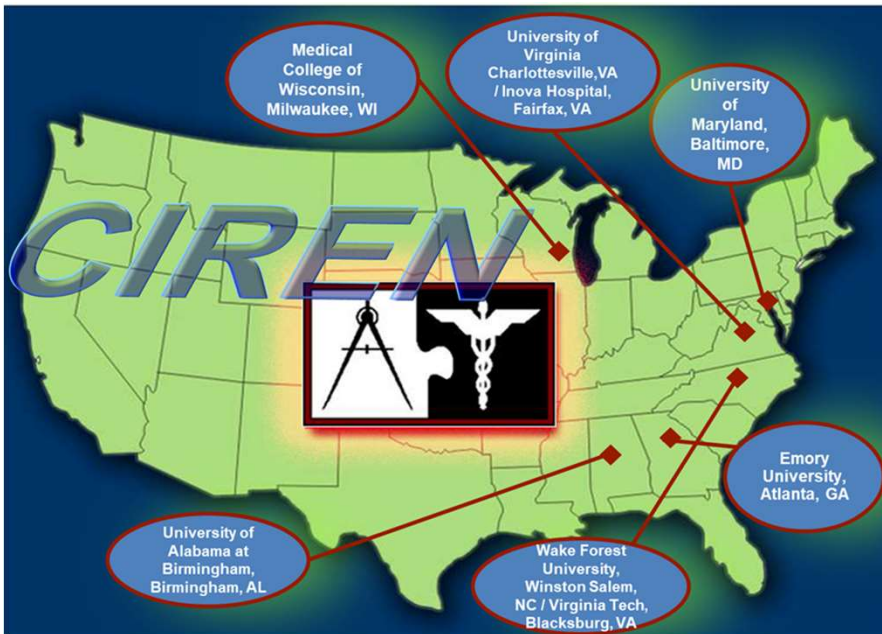 Medical
College of
Wisconsin,
Milwaukee, WI
University of
Virginia
Charlottesville,VA
/ Inova Hospital,
Fairfax, VA
University
of
Maryland,
Baltimore,
MD
CIREN
Emory
University,
Atlanta, GA
University of
Alabama at
Birmingham,
Birmingham, AL
Wake Forest
University,
Winston Salem,
NC / Virginia Tech,
Blacksburg, VA